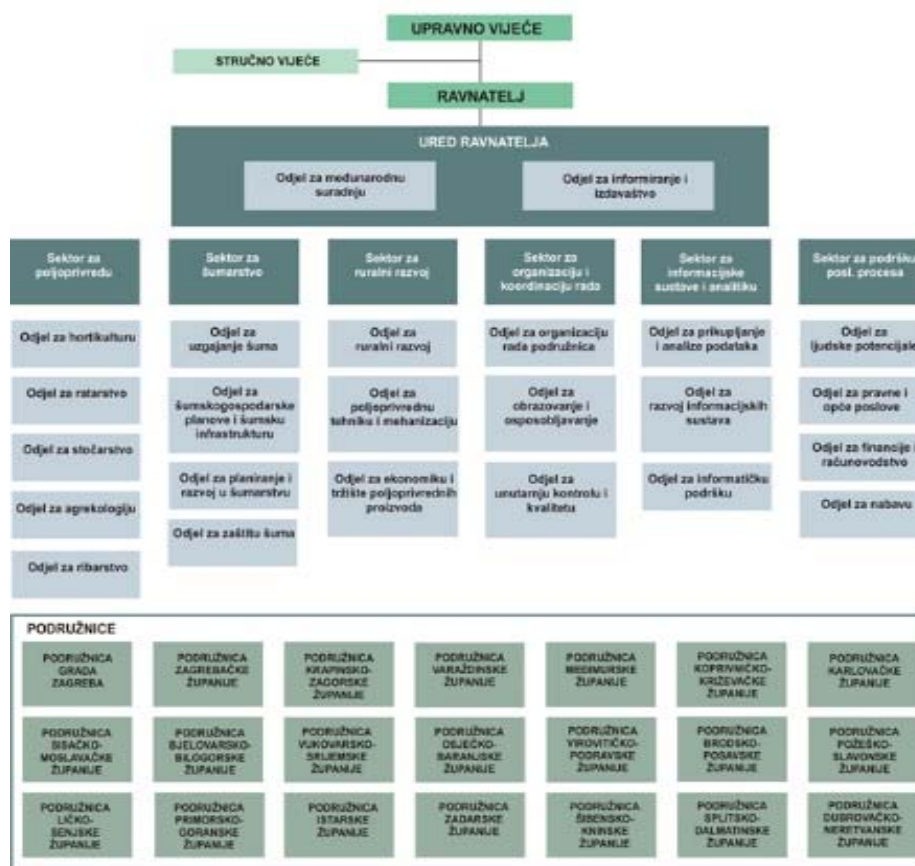 UPRAVNO VIJEĆE
STRUČNO VIJEĆE
RAVNATELJ
URED RAVNATELJA
Odjel za međunarodnu
suradnju
Odjel za informiranje i
izdavaštvo
Sektor za
poljoprivredu
Sektor za
šumarstvo
Sektor za
ruralni razvoj
Sektor za
organizaciju i
koordinaciju rada
Sektor za
informacijske
sustave i analitiku
Sektor za podršku
posl. procesa
Odjel za hortikulturu
Odjel za ratarstvo
Odjel za stočarstvo
Odjel za agrekologiju
Odjel za ribarstvo
Odjel za
uzgajanje šuma
Odjel za
šumskogospodarske
planove i šumsku
infrastrukturu
Odjel za planiranje i
razvoj u šumarstvu
Odjel za zaštitu šuma
Odjel za
ruralni razvoj
Odjel za
poljoprivrednu
tehniku i mehanizaciju
Odjel za ekonomiku i
tržište poljoprivrednih
proizvoda
Odjel za organizaciju
rada podružnica
Odjel za
obrazovanje i
osposobljavanje
Odjel za
unutarnju kontrolu i
kvalitetu
Odjel za prikupljanje
i analize podataka
Odjel za
razvoj informacijskih
sustava
Odjel za informatičku
podršku
Odjel za
ljudske potencijale
Odjel za pravne i
opće poslove
Odjel za financije i
računovodstvo
Odjel za nabavu
PODRUŽNICE
PODRUŽNICA
GRADA
ZAGREBA
PODRUŽNICA
ZAGREBAČKE
ŽUPANIJE
PODRUŽNICA
KRAPINSKO-
ZAGORSKE
ŽUPANIJE
PODRUŽNICA
VARAŽDINSKE
ŽUPANIJE
PODRUŽNICA
MEĐIMURSKE
ŽUPANIJE
PODRUŽNICA
KOPRIVNIČKO-
KRIŽEVAČKE
ŽUPANIJE
PODRUŽNICA
KARLOVAČKE
ŽUPANIJE
PODRUŽNICA
SISAČKO-
MOSLAVAČKE
ŽUPANIJE
PODRUŽNICA
BJELOVARSKO-
BILOGORSKE
ŽUPANIJE
PODRUŽNICA
VUKOVARSKO-
SRIJEMSKE
ŽUPANIJE
PODRUŽNICA
OSJEČKO-
BARANJSKE
ŽUPANIJE
PODRUŽNICA
VIROVITIČKO-
PODRAVSKE
ŽUPANIJE
PODRUŽNICA
BRODSKO-
POSAVSKE
ŽUPANIJE
PODRUŽNICA
POŽEŠKO-
SLAVONSKE
ŽUPANIJE
PODRUŽNICA
LIČKO-
SENJSKE
ŽUPANIJE
PODRUŽNICA
PRIMORSKO-
GORANSKE
ŽUPANIJE
PODRUŽNICA
ISTARSKE
ŽUPANIJE
PODRUŽNICA
ZADARSKE
ŽUPANIJE
PODRUŽNICA
ŠIBENSKO-
KNINSKE
ŽUPANIJE
PODRUŽNICA
SPLITSKO-
DALMATINSKE
ŽUPANIJE
PODRUŽNICA
DUBROVAČKO-
NERETVANSKE
ŽUPANIJE